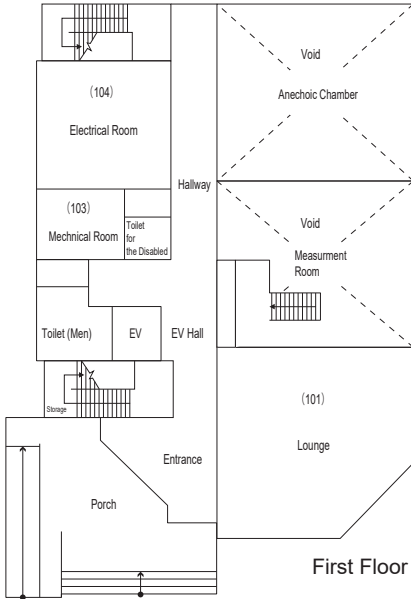 Void
(104)
Anechoic Chamber
Electrical Room
Hallway
(103)
Void
Toilet
for
the Disabled
Mechnical Room
Measurment
Room
Toilet (Men)
EV
EV Hall
(101)
Storage
Lounge
Entrance
Porch
First Floor